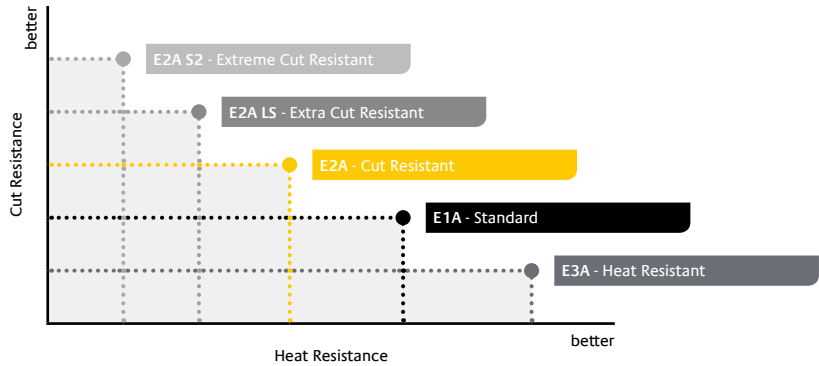 better
E2A S2 - Extreme Cut Resistant
E2A LS - Extra Cut Resistant
E2A - Cut Resistant
Cut Resistance
E1A - Standard
E3A - Heat Resistant
better
Heat Resistance